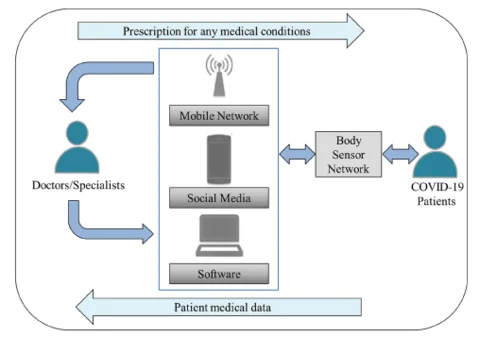 Prescription for any medical conditions
Mobile Network
Doctors/Specialists
Social Media
Software
Body
Sensor
Network
COVID-19
Patients
Patient medical data